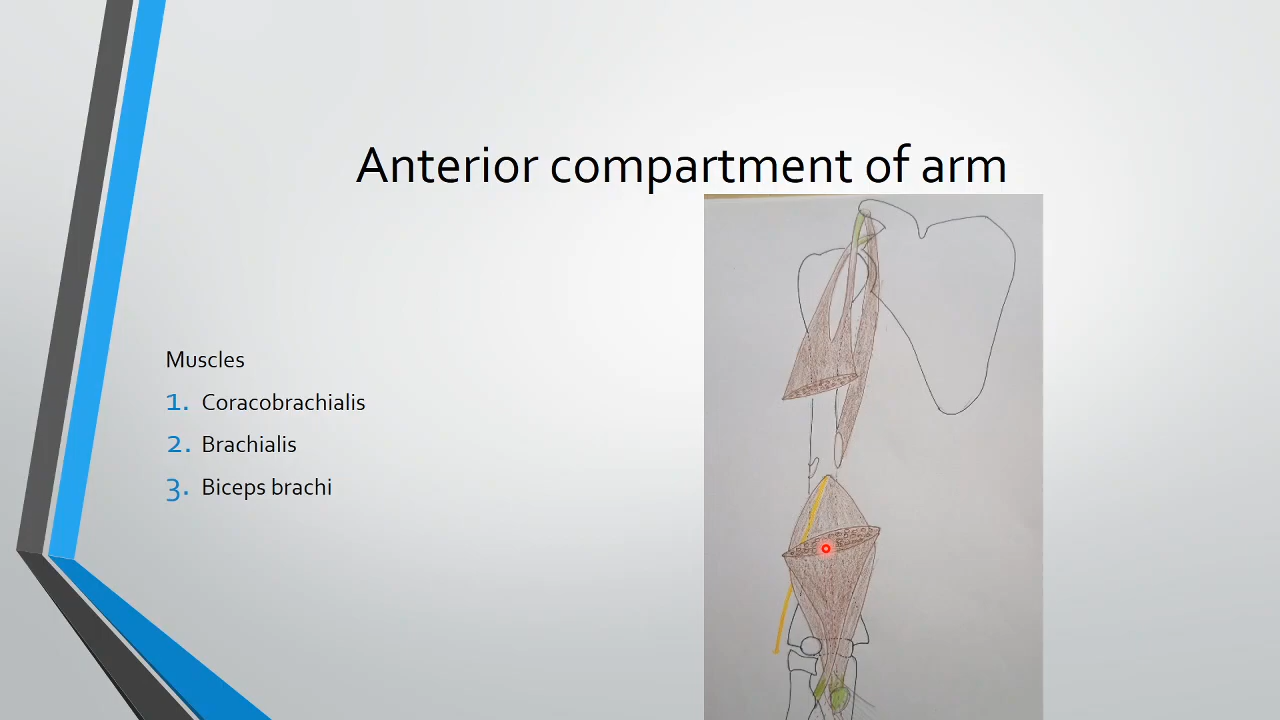 Anterior compartment of arm
Muscles
1. Coracobrachialis
2. Brachialis
3. Biceps brachi